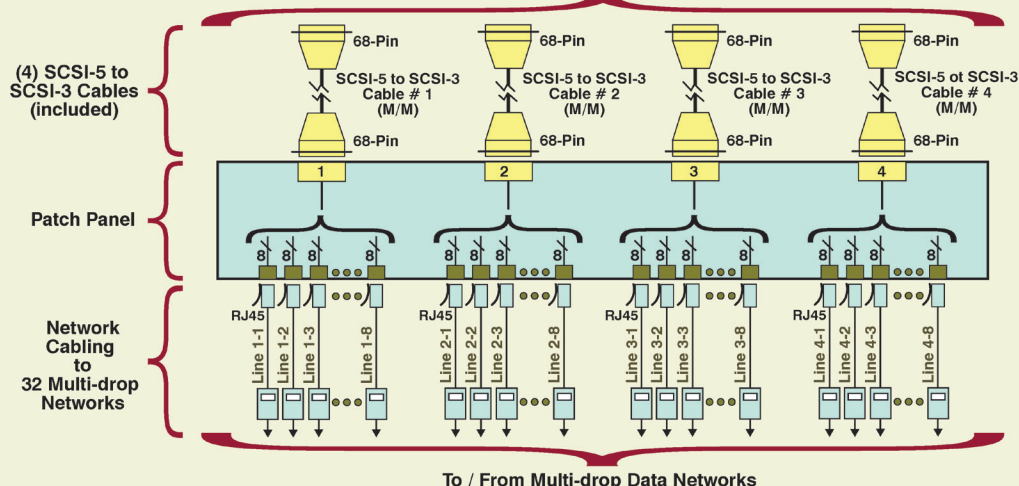 68-Pin 68-Pin 68-Pin 68-Pin
(4) SCSI-5 to
SCSI-3 Cables
(included)
SCSI-5 to SCSI-3
Cable # 1
(M/M)
SCSI-5 to SCSI-3
Cable # 2
(M/M)
SCSI-5 to SCSI-3
Cable # 3
(M/M)
SCSI-5 ot SCSI-3
Cable # 4
(M/M)
68-Pin 68-Pin 68-Pin 68-Pin
1 2 3 4
Patch Panel
8 8 8 8 8 8 8 8 8 8 8 8 8 8 8 8
RJ45 RJ45 RJ45 RJ45
Network
Cabling
to
32 Multi-drop
Networks
Line 1-1
Line 1-2
Line 1-3
Line 1-8
Line 2-1
Line 2-2
Line 2-3
Line 2-8
Line 3-1
Line 3-2
Line 3-3
Line 3-8
Line 4-1
Line 4-2
Line 4-3
Line 4-8
To / From Multi-drop Data Networks